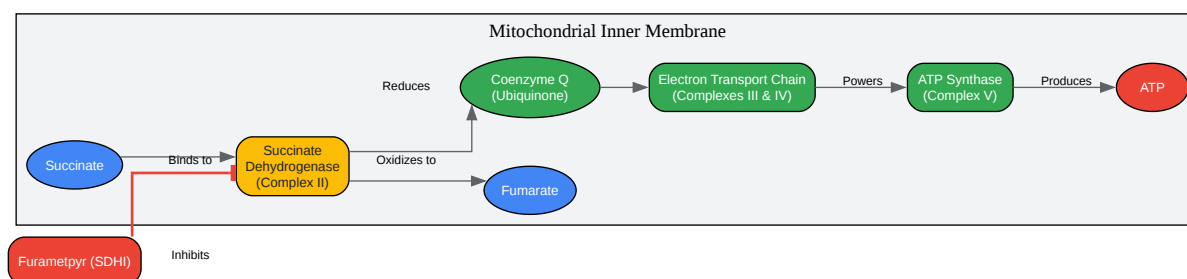 Mitochondrial Inner Membrane
Reduces
Coenzyme Q
(Ubiquinone)
Electron Transport Chain
(Complexes III & IV)
Powers
ATP Synthase
(Complex V)
Produces
ATP
Succinate
Binds to
Succinate
Dehydrogenase
(Complex II)
Oxidizes to
Fumarate
Furametpyr (SDHI)
Inhibits